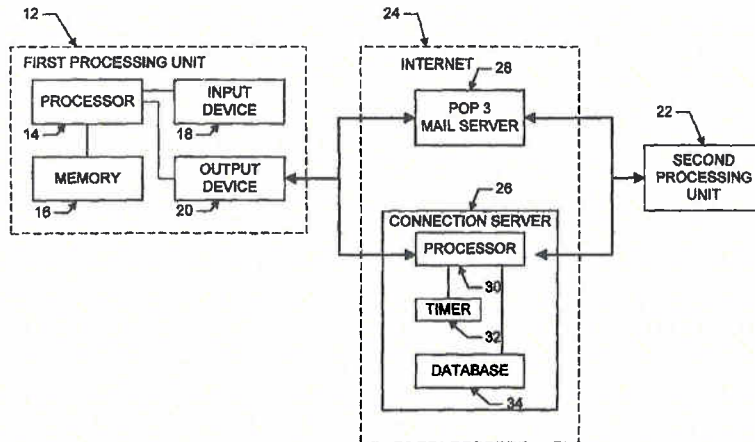 12
FIRST PROCESSING UNIT
PROCESSOR
14
INPUT
DEVICE
18
MEMORY
16
OUTPUT
DEVICE
20
24
INTERNET
28
POP 3
MAIL SERVER
26
CONNECTION SERVER
PROCESSOR
30
TIMER
32
DATABASE
34
22
SECOND
PROCESSING
UNIT